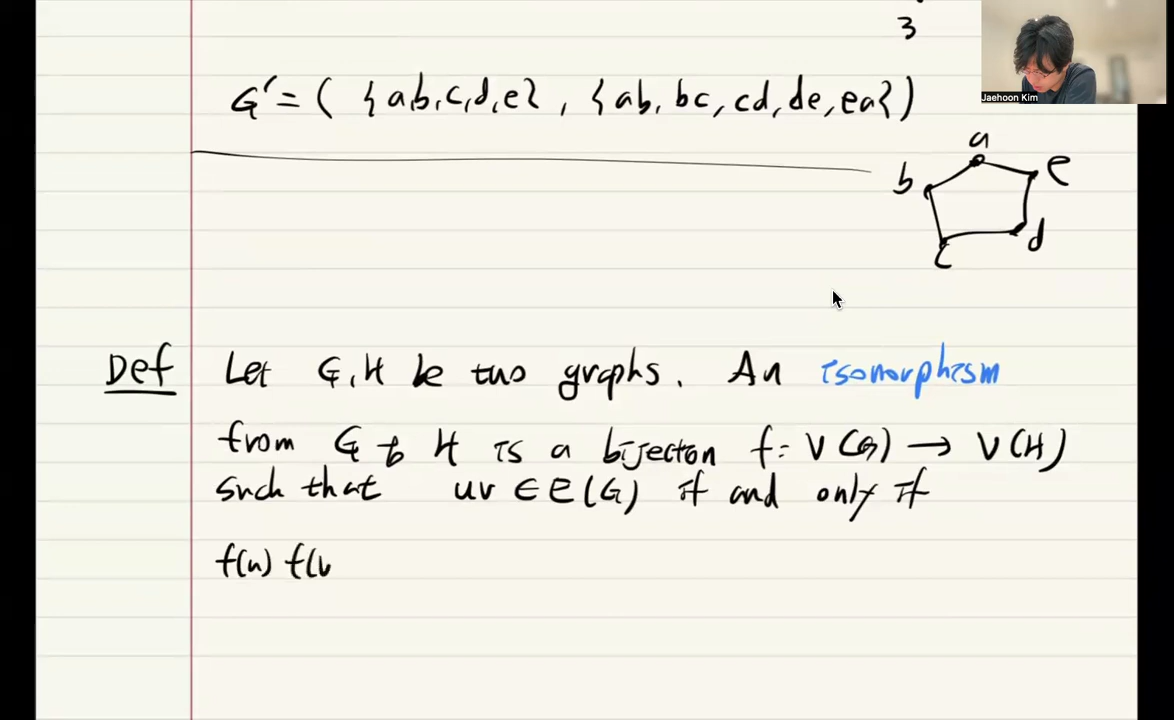 3
G' = ( {a,b,c,d,e} , {ab, bc, cd, de, ea} )
Jaehoon Kim
a
b
e
d
c
Def Let G, H be two graphs. An isomorphism
from G to H is a bijection f: V(G) → V(H)
such that uv ∈ E(G) if and only if
f(u) f(v